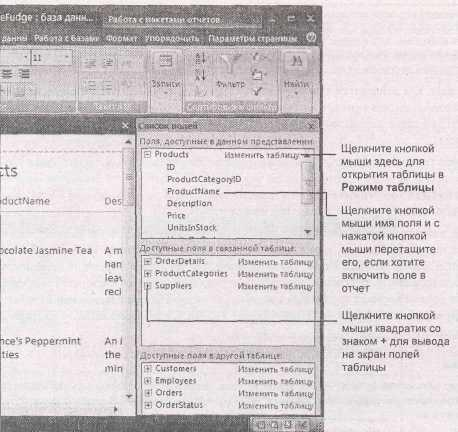 eFudge : база данн... Работа с макетами отчетов
данны Работа с базами Формат Упорядочить Параметры страницы
11
Записи
Фильтр
Найти
Сортировка и фильтр
Список полей
Поля, доступные в данном представлении:
Products Изменить таблицу
ID
ProductCategoryID
ProductName
Description
Price
UnitsInStock
Доступные поля в связанной таблице:
OrderDetails Изменить таблицу
ProductCategories Изменить таблицу
Suppliers Изменить таблицу
Доступные поля в другой таблице:
Customers Изменить таблицу
Employees Изменить таблицу
Orders Изменить таблицу
OrderStatus Изменить таблицу
cts
ductName Des
ocolate Jasmine Tea A m
han
leav
reci
nce's Peppermint An i
ties the
min
Щелкните кнопкой
мыши здесь для
открытия таблицы в
Режиме таблицы
Щелкните кнопкой
мыши имя поля и с
нажатой кнопкой
мыши перетащите
его, если хотите
включить поле в
отчет
Щелкните кнопкой
мыши квадратик со
знаком + для вывода
на экран полей
таблицы